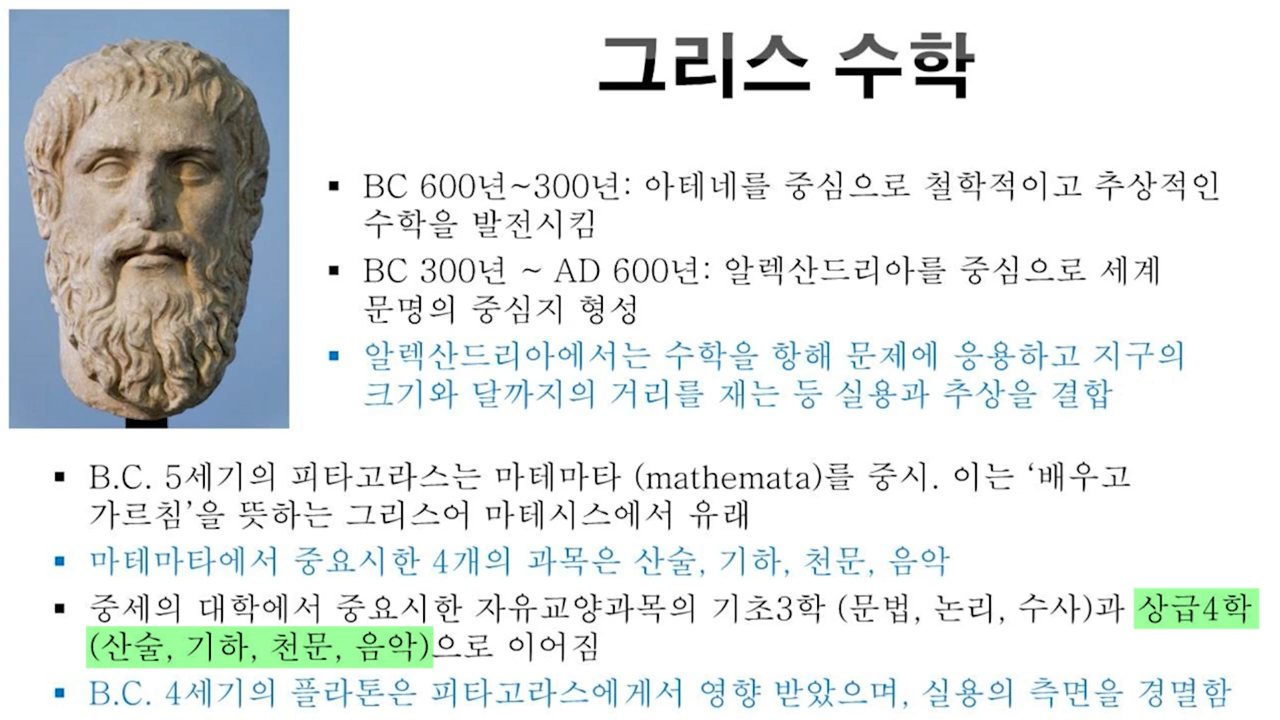 그리스 수학
▪ BC 600년~300년: 아테네를 중심으로 철학적이고 추상적인
수학을 발전시킴
▪ BC 300년 ~ AD 600년: 알렉산드리아를 중심으로 세계
문명의 중심지 형성
▪ 알렉산드리아에서는 수학을 항해 문제에 응용하고 지구의
크기와 달까지의 거리를 재는 등 실용과 추상을 결합
▪ B.C. 5세기의 피타고라스는 마테마타 (mathemata)를 중시. 이는 ‘배우고
가르침’을 뜻하는 그리스어 마테시스에서 유래
▪ 마테마타에서 중요시한 4개의 과목은 산술, 기하, 천문, 음악
▪ 중세의 대학에서 중요시한 자유교양과목의 기초3학 (문법, 논리, 수사)과 상급4학
(산술, 기하, 천문, 음악)으로 이어짐
▪ B.C. 4세기의 플라톤은 피타고라스에게서 영향 받았으며, 실용의 측면을 경멸함